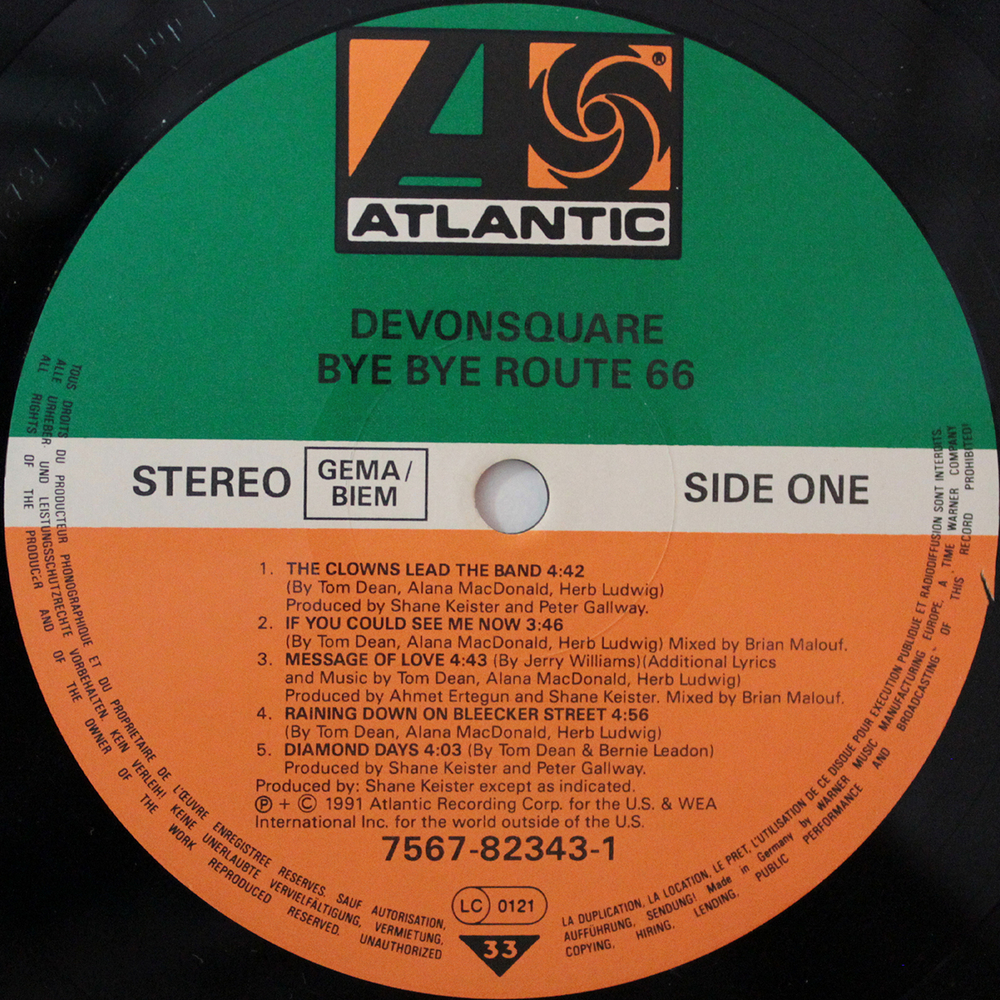 ®
ATLANTIC
DEVONSQUARE
BYE BYE ROUTE 66
STEREO
GEMA/
BIEM
SIDE ONE
1. THE CLOWNS LEAD THE BAND 4:42
(By Tom Dean, Alana MacDonald, Herb Ludwig)
Produced by Shane Keister and Peter Gallway.
2. IF YOU COULD SEE ME NOW 3:46
(By Tom Dean, Alana MacDonald, Herb Ludwig) Mixed by Brian Malouf.
3. MESSAGE OF LOVE 4:43 (By Jerry Williams)(Additional Lyrics
and Music by Tom Dean, Alana MacDonald, Herb Ludwig)
Produced by Ahmet Ertegun and Shane Keister. Mixed by Brian Malouf.
4. RAINING DOWN ON BLEECKER STREET 4:56
(By Tom Dean, Alana MacDonald, Herb Ludwig)
5. DIAMOND DAYS 4:03 (By Tom Dean & Bernie Leadon)
Produced by Shane Keister and Peter Gallway.
Produced by: Shane Keister except as indicated.
℗ + © 1991 Atlantic Recording Corp. for the U.S. & WEA
International Inc. for the world outside of the U.S.
7567-82343-1
LC 0121
33
TOUS DROITS DU PRODUCTEUR PHONOGRAPHIQUE ET DU PROPRIETAIRE DE L'ŒUVRE ENREGISTREE RESERVES. SAUF AUTORISATION,
ALLE URHEBER- UND LEISTUNGSSCHUTZRECHTE VORBEHALTEN. KEIN VERLEIH! KEINE UNERLAUBTE VERVIELFÄLTIGUNG, VERMIETUNG,
ALL RIGHTS OF THE PRODUCER AND OF THE OWNER OF THE WORK REPRODUCED RESERVED. UNAUTHORIZED
LA DUPLICATION, LA LOCATION, LE PRET, L'UTILISATION DE CE DISQUE POUR EXECUTION PUBLIQUE ET RADIODIFFUSION SONT INTERDITS.
AUFFÜHRUNG, SENDUNG! Made in Germany by WARNER MUSIC MANUFACTURING EUROPE, A TIME WARNER COMPANY
COPYING, HIRING, LENDING, PUBLIC PERFORMANCE AND BROADCASTING OF THIS RECORD PROHIBITED!